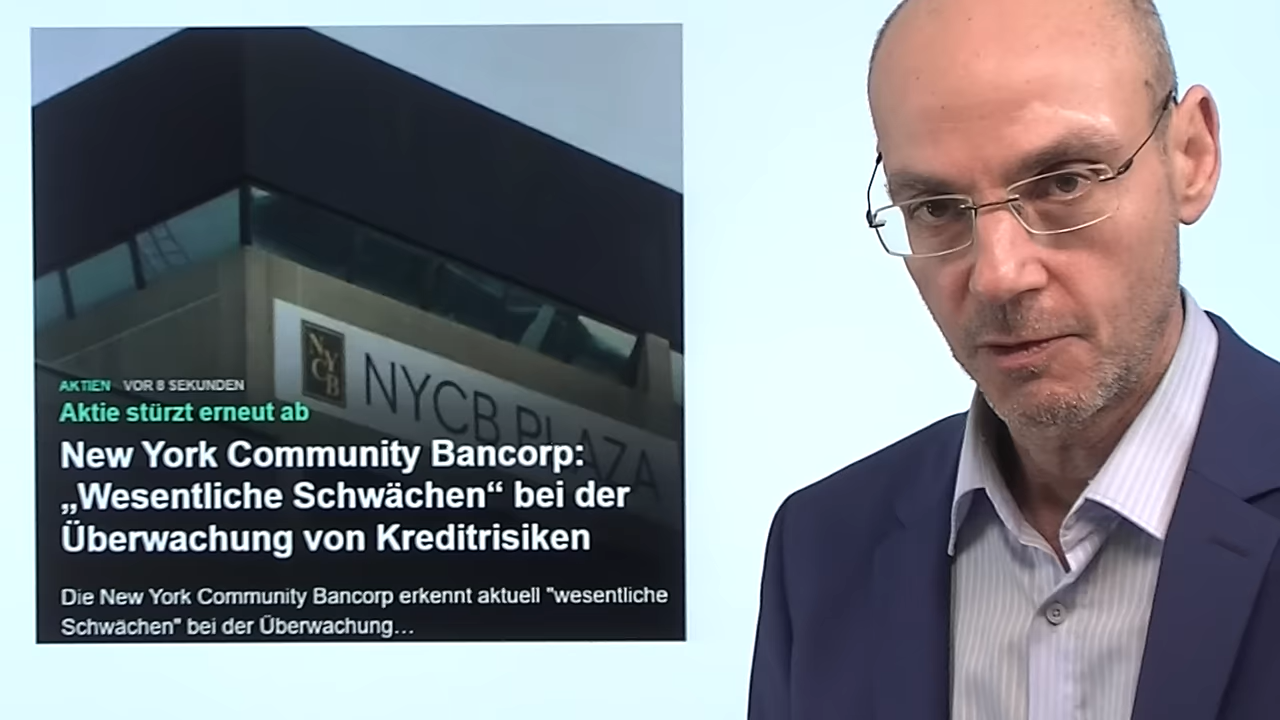 NYCB
NYCB PLAZA
AKTIEN VOR 8 SEKUNDEN
Aktie stürzt erneut ab
New York Community Bancorp:
„Wesentliche Schwächen“ bei der
Überwachung von Kreditrisiken
Die New York Community Bancorp erkennt aktuell "wesentliche
Schwächen" bei der Überwachung...